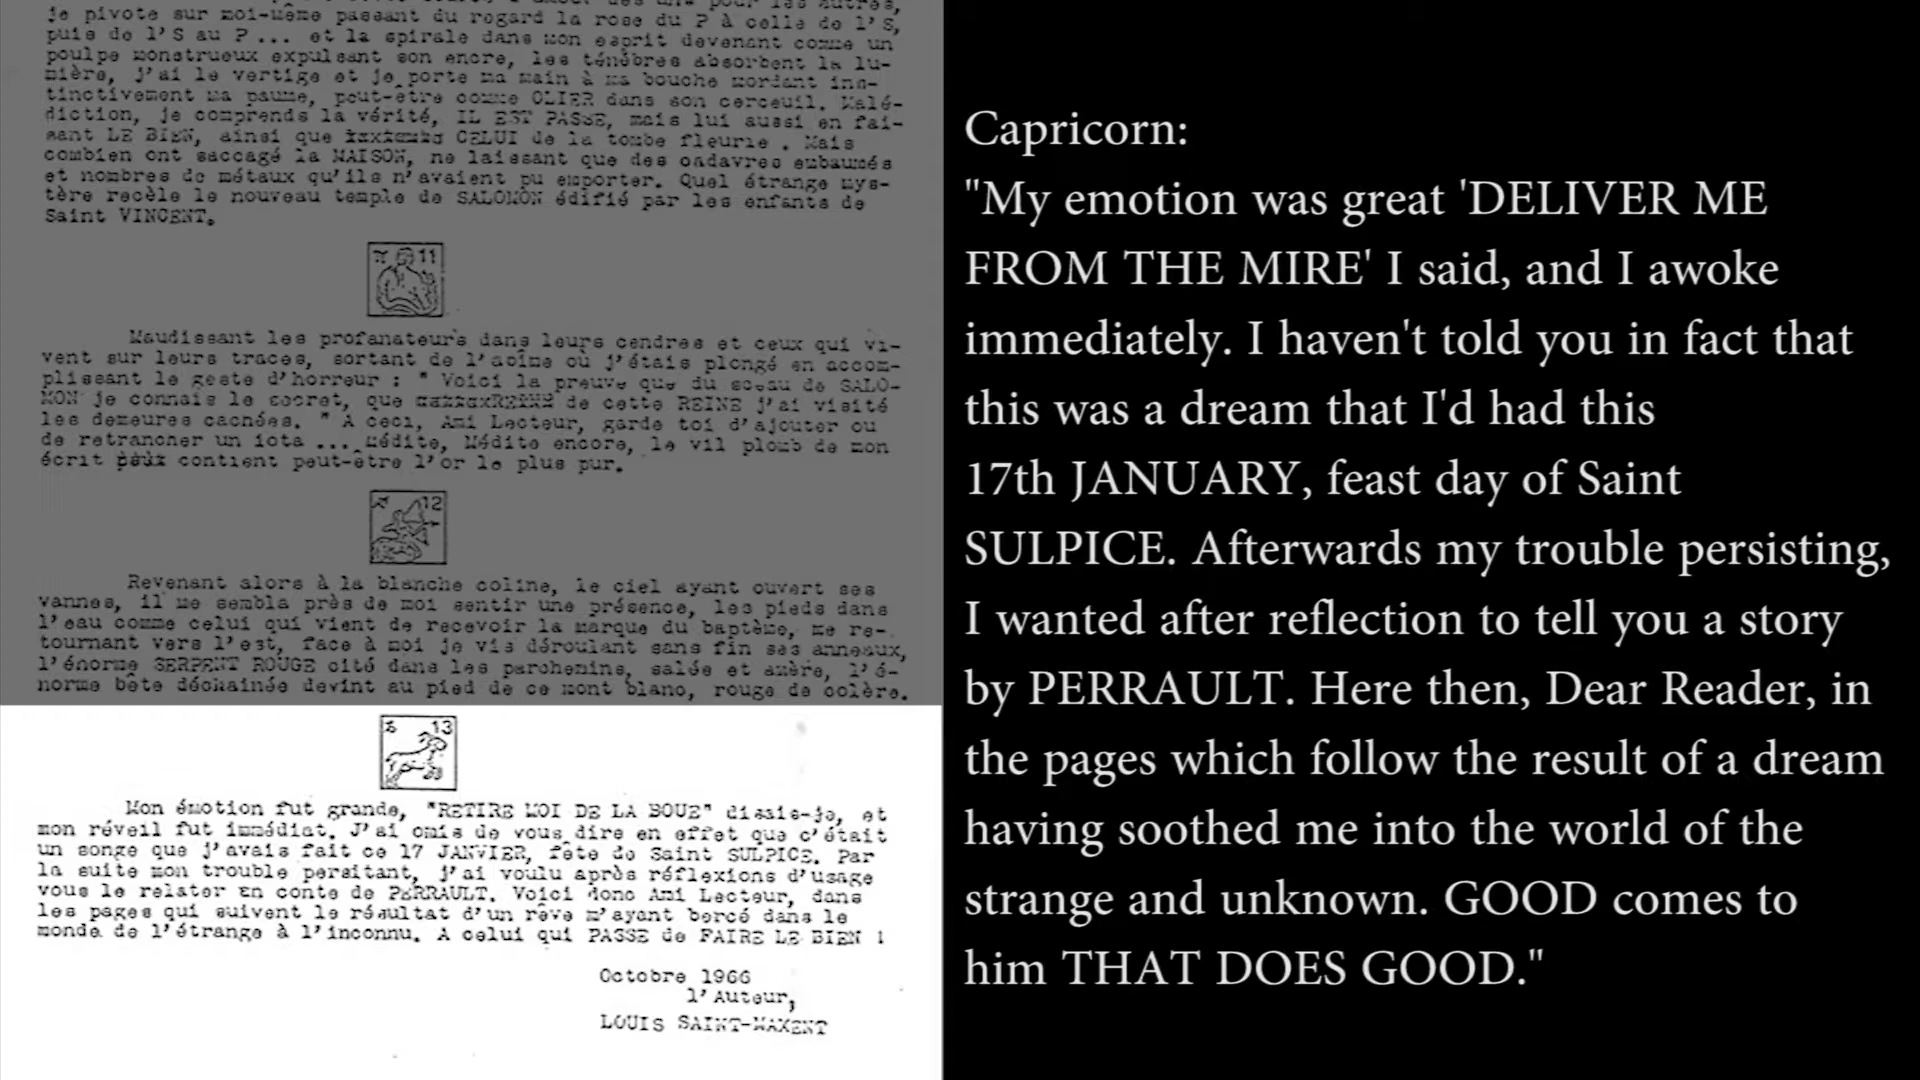 je pivote sur moi-même passant du regard la rose du P à celle de l'S,
puis de l'S au P ... et la spirale dans mon esprit devenant comme un
poulpe monstrueux expulsant son encre, les ténèbres absorbent la lu-
mière, j'ai le vertige et je porte ma main à ma bouche mordant ins-
tinctivement ma paume, peut-être comme OLIER dans son cerceuil. Malé-
diction, je comprends la vérité, IL EST PASSE, mais lui aussi en fai-
sant LE BIEN, ainsi que CELUI de la tombe fleurie . Mais
combien ont saccagé la MAISON, ne laissant que des cadavres embaumés
et nombres de métaux qu'ils n'avaient pu emporter. Quel étrange mys-
tère recèle le nouveau temple de SALOMON édifié par les enfants de
Saint VINCENT.
11
Maudissant les profanateurs dans leurs cendres et ceux qui vi-
vent sur leurs traces, sortant de l'abîme où j'étais plongé en accom-
plissant le geste d'horreur : " Voici la preuve que du sceau de SALO-
MON je connais le secret, que de cette REINE j'ai visité
les demeures cachées. " A ceci, Ami Lecteur, garde toi d'ajouter ou
de retrancher un iota ... Médite, Médite encore, le vil plomb de mon
écrit contient peut-être l'or le plus pur.
12
Revenant alors à la blanche coline, le ciel ayant ouvert ses
vannes, il me sembla près de moi sentir une présence, les pieds dans
l'eau comme celui qui vient de recevoir la marque du baptème, me re-
tournant vers l'est, face à moi je vis déroulant sans fin ses anneaux,
l'énorme SERPENT ROUGE cité dans les parchemins, salée et amère, l'é-
norme bête déchainée devint au pied de ce mont blanc, rouge de colère.
13
Mon émotion fut grande, "RETIRE MOI DE LA BOUE" disais-je, et
mon réveil fut immédiat. J'ai omis de vous dire en effet que c'était
un songe que j'avais fait ce 17 JANVIER, fête de Saint SULPICE. Par
la suite mon trouble persitant, j'ai voulu après réflexions d'usage
vous le relater en conte de PERRAULT. Voici donc Ami Lecteur, dans
les pages qui suivent le résultat d'un rêve m'ayant bercé dans le
monde de l'étrange à l'inconnu. A celui qui PASSE de FAIRE LE BIEN !
Octobre 1966
l'Auteur,
LOUIS SAINT-MAXENT
Capricorn:
"My emotion was great 'DELIVER ME
FROM THE MIRE' I said, and I awoke
immediately. I haven't told you in fact that
this was a dream that I'd had this
17th JANUARY, feast day of Saint
SULPICE. Afterwards my trouble persisting,
I wanted after reflection to tell you a story
by PERRAULT. Here then, Dear Reader, in
the pages which follow the result of a dream
having soothed me into the world of the
strange and unknown. GOOD comes to
him THAT DOES GOOD."